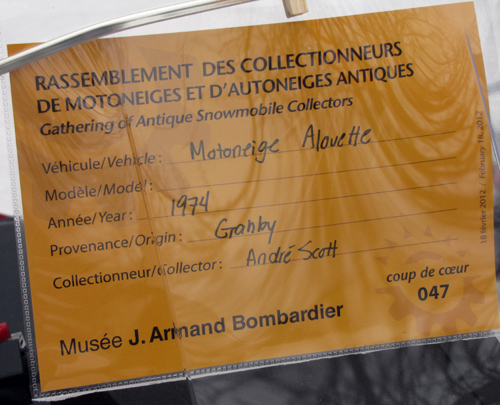 RASSEMBLEMENT DES COLLECTIONNEURS
DE MOTONEIGES ET D'AUTONEIGES ANTIQUES
Gathering of Antique Snowmobile Collectors
Véhicule/Vehicle : Motoneige Alouette
Modèle/Model :
Année/Year : 1974
Provenance/Origin : Granby
Collectionneur/Collector : André Scott
coup de cœur
047
Musée J. Armand Bombardier
18 février 2012 / February 18, 2012